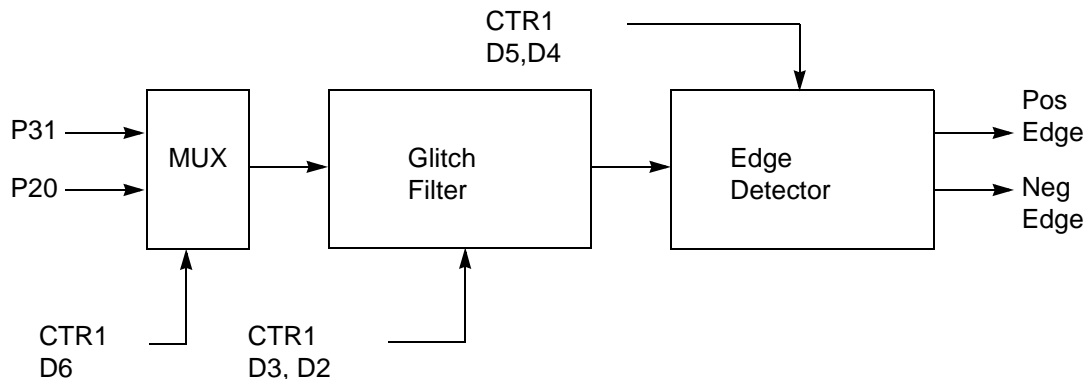 CTR1
D5,D4
P31
P20
MUX
Glitch
Filter
Edge
Detector
Pos
Edge
Neg
Edge
CTR1
D6
CTR1
D3, D2